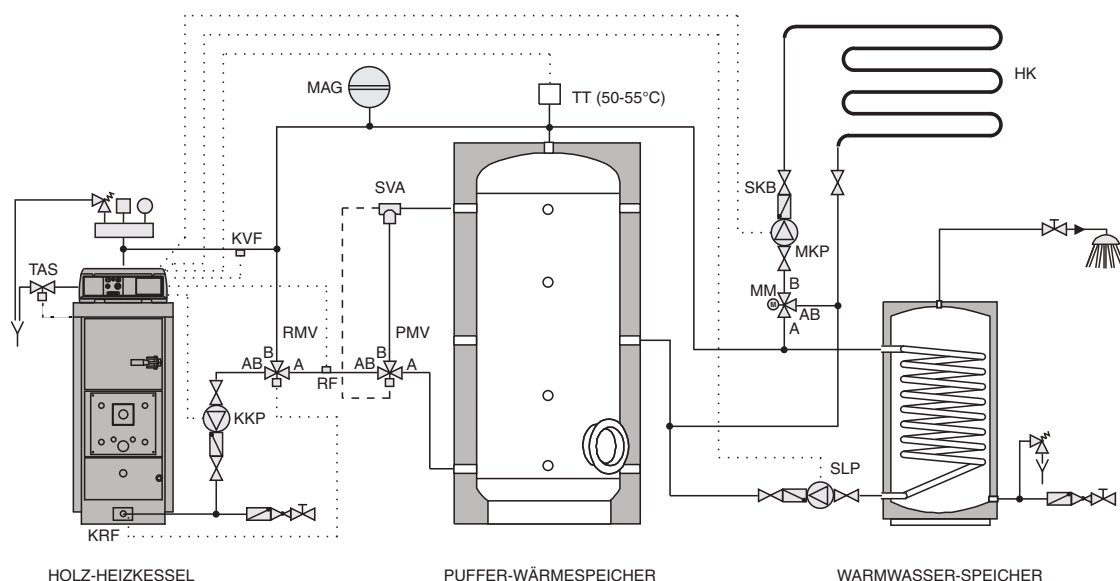 MAG
TT (50-55°C)
HK
SVA
SKB
KVF
MKP
TAS
B
MM
M
AB
RMV
PMV
A
B
B
AB
A
AB
A
RF
KKP
SLP
KRF
HOLZ-HEIZKESSEL
PUFFER-WÄRMESPEICHER
WARMWASSER-SPEICHER